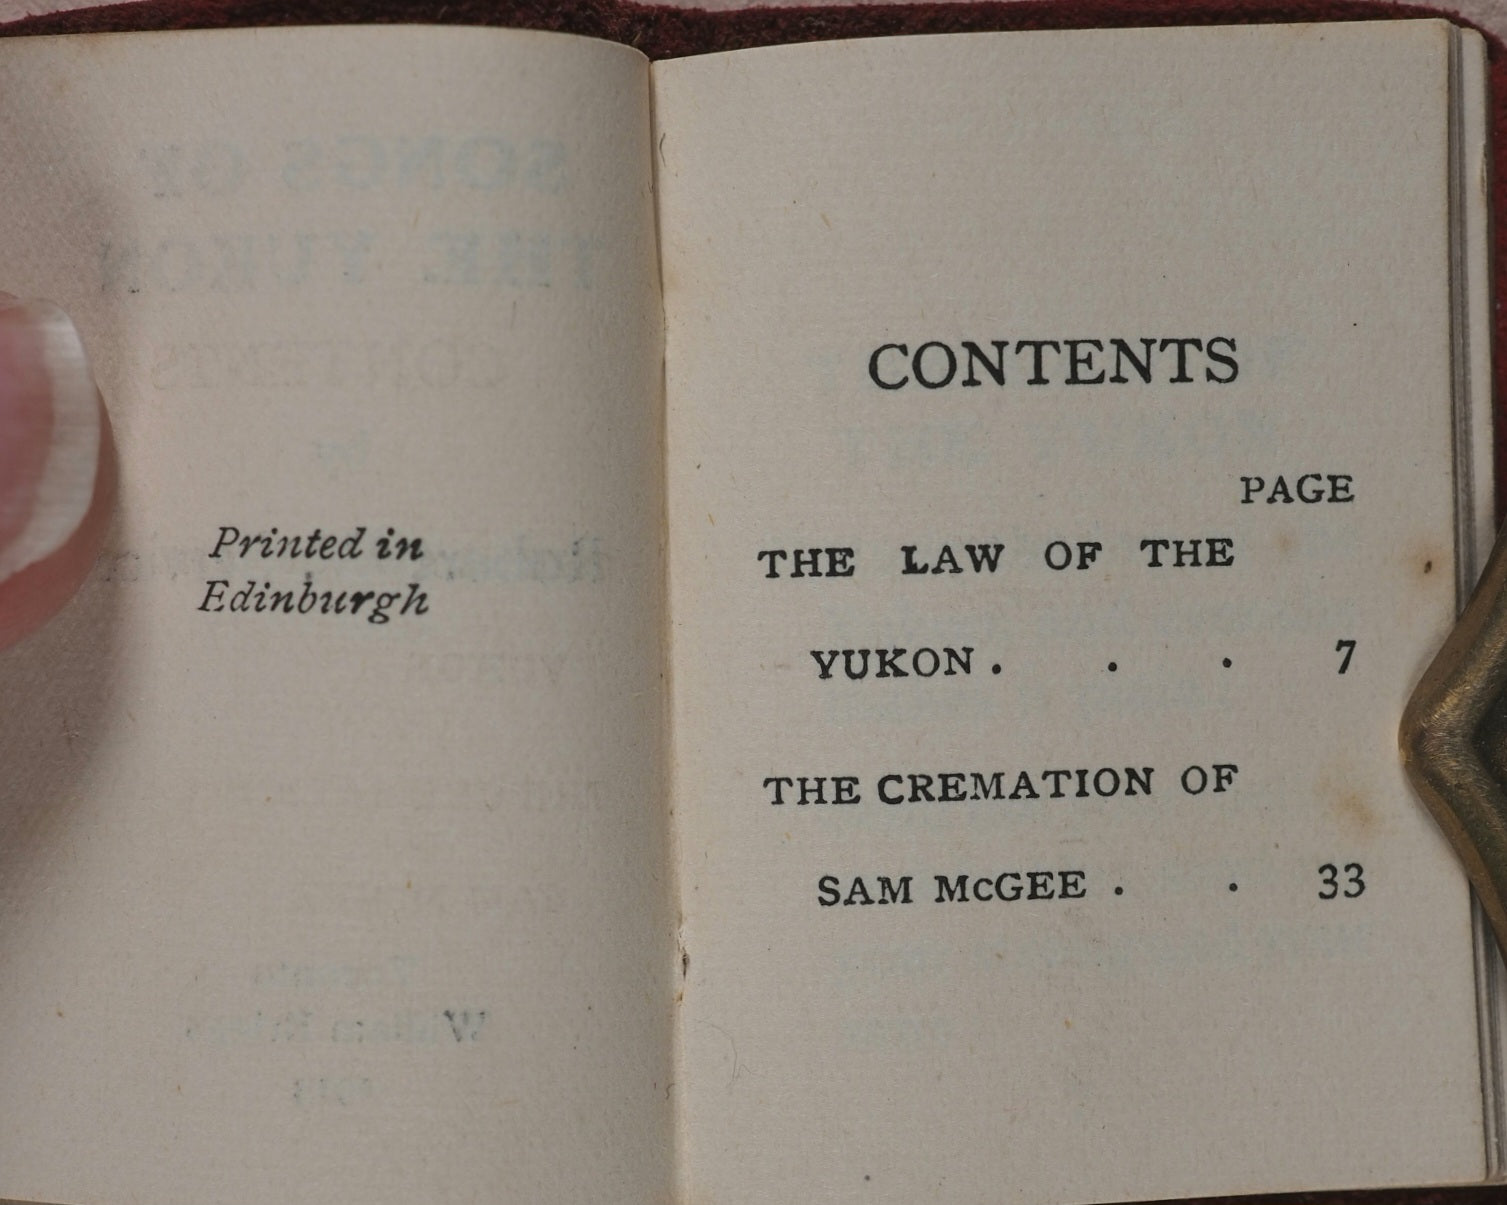 Printed in
Edinburgh
CONTENTS
PAGE
THE LAW OF THE
YUKON . . . 7
THE CREMATION OF
SAM McGEE . . 33